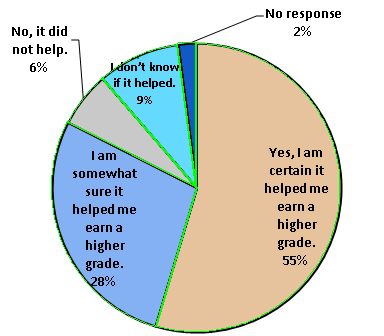 No response
2%
No, it did
not help.
6%
I don't know
if it helped.
9%
Yes, I am
certain it
helped me
earn a
higher
grade.
55%
I am
somewhat
sure it
helped me
earn a
higher
grade.
28%